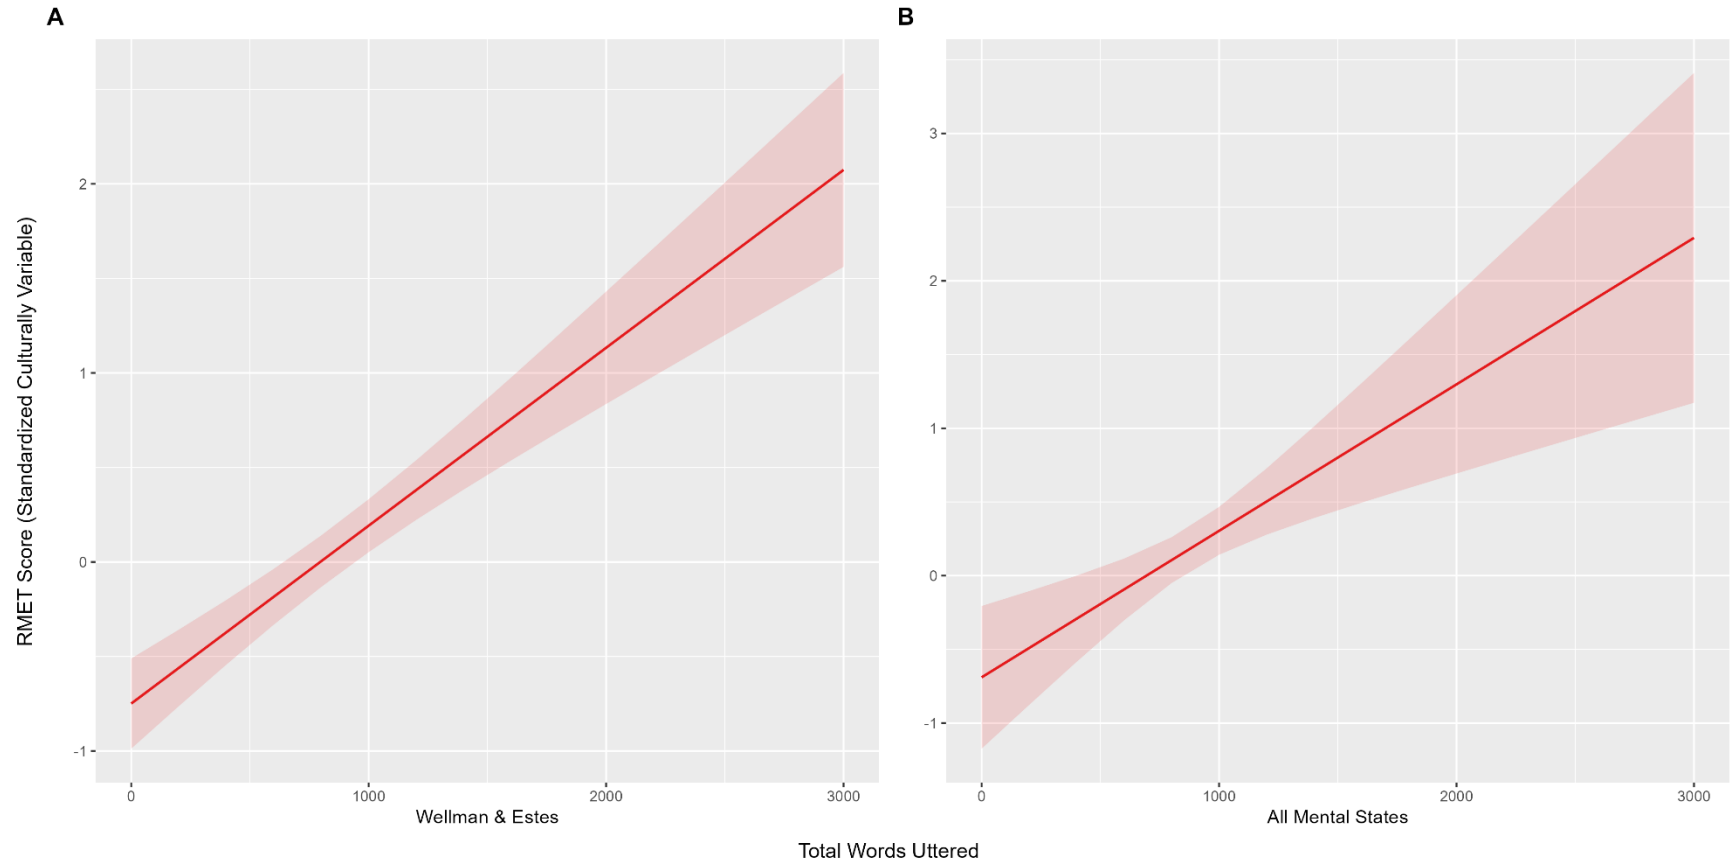 A
B
RMET Score (Standardized Culturally Variable)
2
1
0
-1
0 1000 2000 3000
Wellman & Estes
3
2
1
0
-1
0 1000 2000 3000
All Mental States
Total Words Uttered